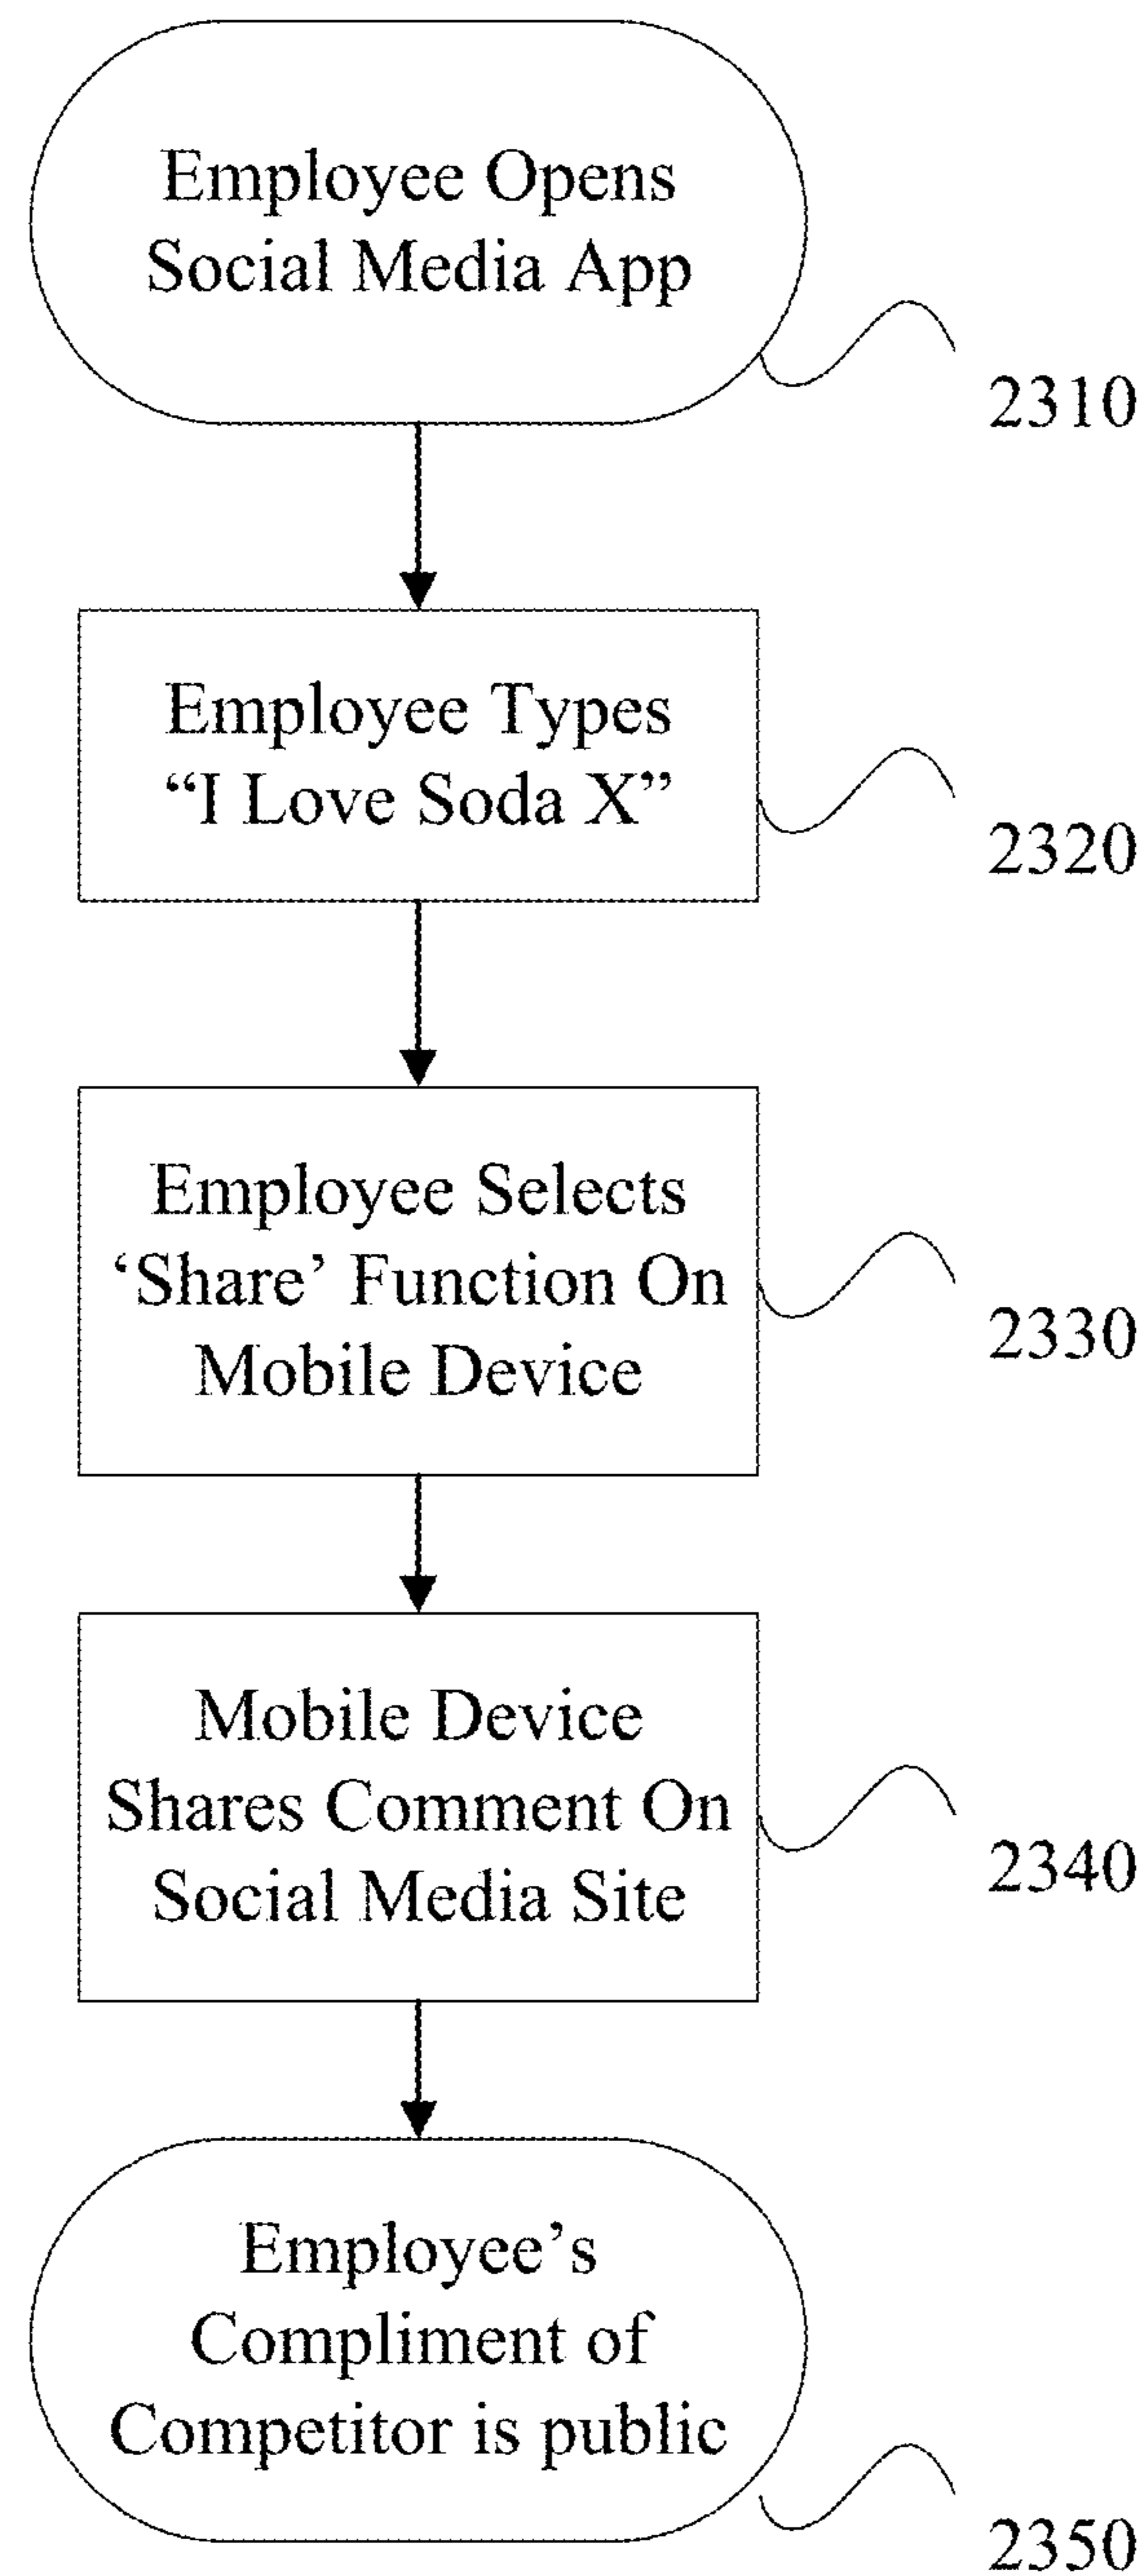 Employee Opens
Social Media App
2310
Employee Types
“I Love Soda X”
2320
Employee Selects
‘Share’ Function On
Mobile Device
2330
Mobile Device
Shares Comment On
Social Media Site
2340
Employee’s
Compliment of
Competitor is public
2350